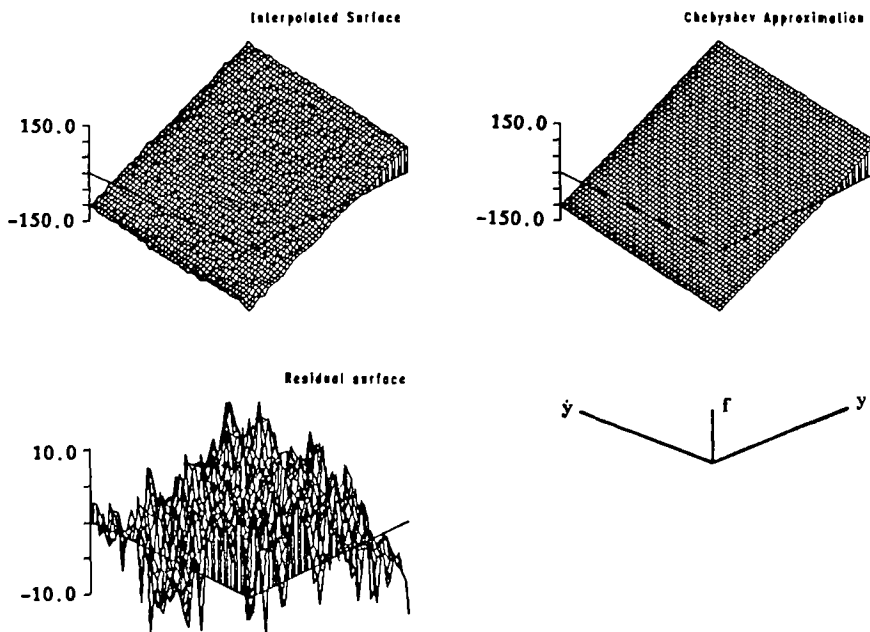 Interpolated Surface
Chebyshev Approximation
150.0
-150.0
150.0
-150.0
Residual surface
10.0
-10.0
ẏ
f
y